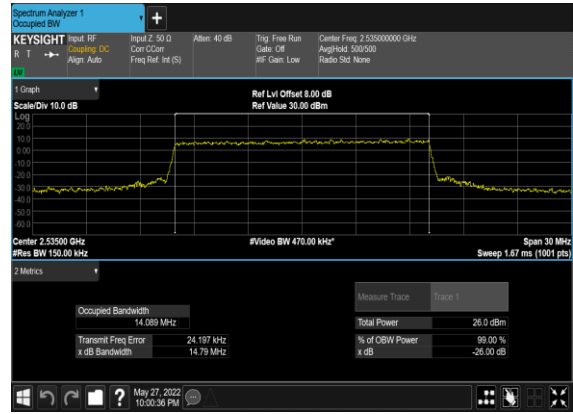 Spectrum Analyzer 1
Occupied BW
+
KEYSIGHT Input: RF Input Z: 50 Ω Atten: 40 dB Trig: Free Run Center Freq: 2.535000000 GHz
R T Coupling: DC Corr CCorr Gate: Off Avg|Hold: 500/500
Align: Auto Freq Ref: Int (S) #IF Gain: Low Radio Std: None
1 Graph
Ref Lvl Offset 8.00 dB
Scale/Div 10.0 dB Ref Value 30.00 dBm
Log
20.0
10.0
0.00
-10.0
-20.0
-30.0
-40.0
-50.0
-60.0
Center 2.53500 GHz #Video BW 470.00 kHz* Span 30 MHz
#Res BW 150.00 kHz Sweep 1.67 ms (1001 pts)
2 Metrics
Measure Trace Trace 1
Occupied Bandwidth
14.089 MHz Total Power 26.0 dBm
Transmit Freq Error 24.197 kHz % of OBW Power 99.00 %
x dB Bandwidth 14.79 MHz x dB -26.00 dB
? May 27, 2022
10:00:36 PM